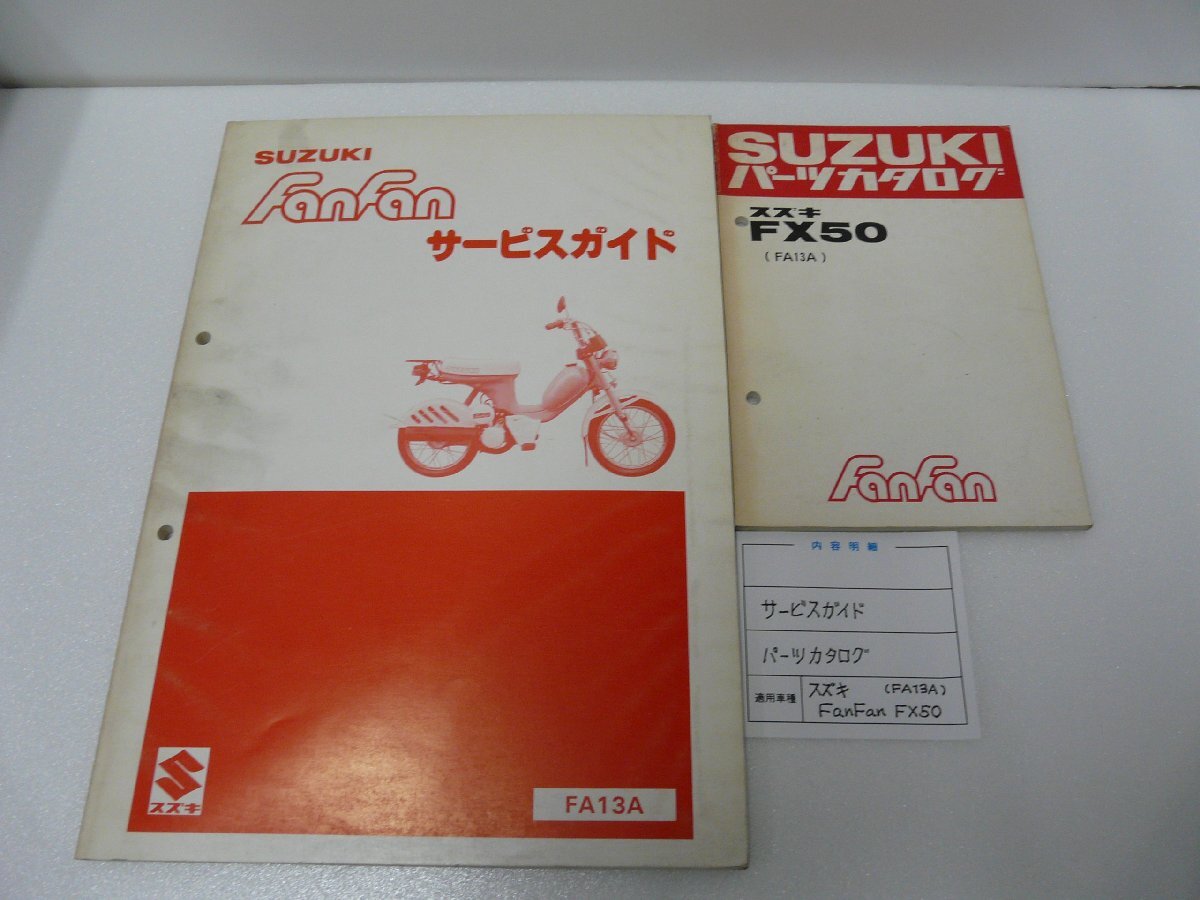 SUZUKI
FanFan
サービスガイド
スズキ
FA13A
SUZUKI
パーツカタログ
スズキ
FX50
(FA13A)
FanFan
内容明細
サービスガイド
パーツカタログ
適用車種
スズキ (FA13A)
FanFan FX50